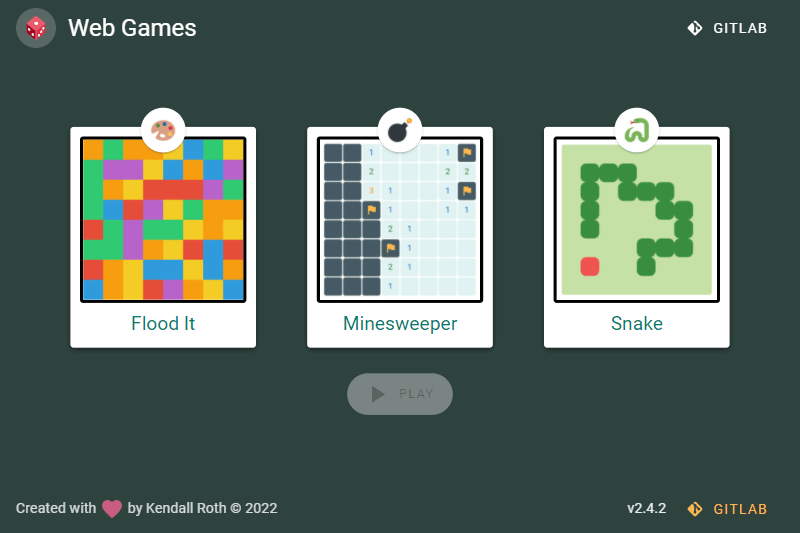 Web Games
GITLAB
1
1
2
2
2
3
1
1
1
1
2
1
1
2
1
1
Flood It
Minesweeper
Snake
PLAY
Created with by Kendall Roth © 2022
v2.4.2
GITLAB